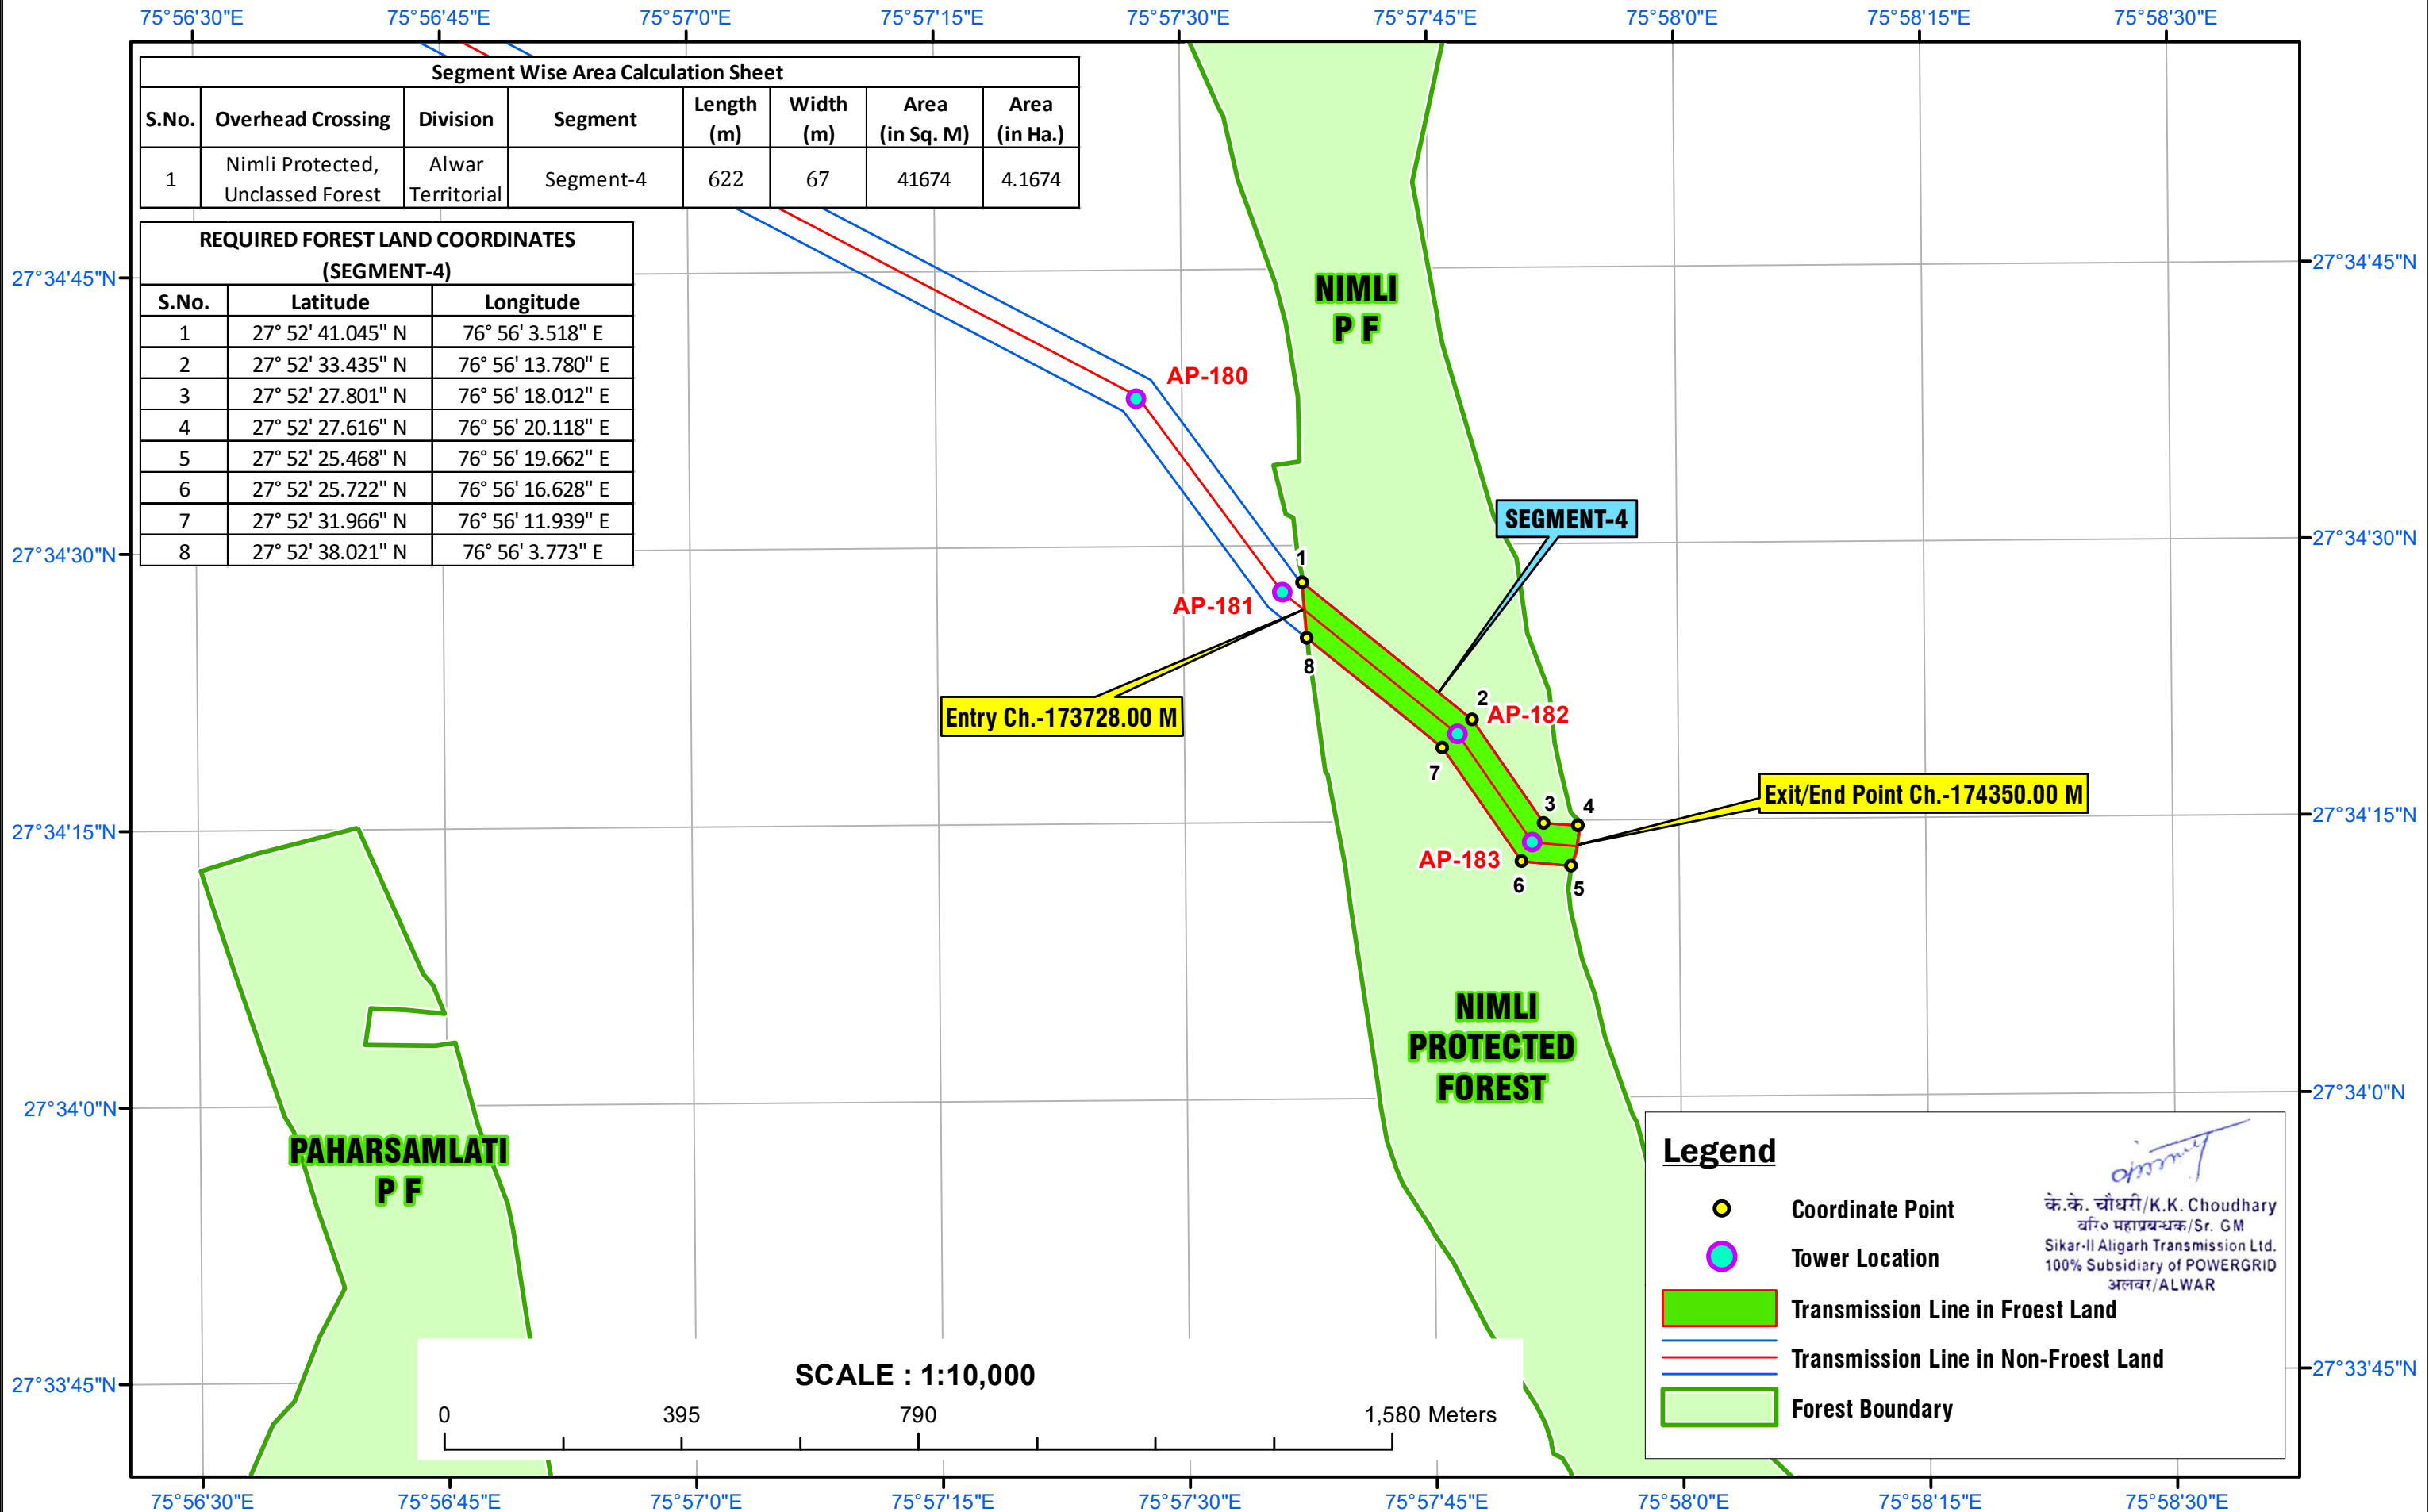 75°56'30"E 75°56'45"E 75°57'0"E 75°57'15"E 75°57'30"E 75°57'45"E 75°58'0"E 75°58'15"E 75°58'30"E
Segment Wise Area Calculation Sheet
S.No. Overhead Crossing Division Segment Length (m) Width (m) Area (in Sq. M) Area (in Ha.)
1 Nimli Protected, Unclassed Forest Alwar Territorial Segment-4 622 67 41674 4.1674
REQUIRED FOREST LAND COORDINATES
(SEGMENT-4)
S.No. Latitude Longitude
1 27° 52' 41.045" N 76° 56' 3.518" E
2 27° 52' 33.435" N 76° 56' 13.780" E
3 27° 52' 27.801" N 76° 56' 18.012" E
4 27° 52' 27.616" N 76° 56' 20.118" E
5 27° 52' 25.468" N 76° 56' 19.662" E
6 27° 52' 25.722" N 76° 56' 16.628" E
7 27° 52' 31.966" N 76° 56' 11.939" E
8 27° 52' 38.021" N 76° 56' 3.773" E
27°34'45"N 27°34'45"N
NIMLI
P F
AP-180
SEGMENT-4
27°34'30"N 27°34'30"N
1
AP-181
8
2
AP-182
Entry Ch.-173728.00 M
7
Exit/End Point Ch.-174350.00 M
3 4
27°34'15"N 27°34'15"N
AP-183
6 5
NIMLI
PROTECTED
FOREST
27°34'0"N 27°34'0"N
PAHARSAMLATI
P F
Legend
Coordinate Point
Tower Location
Transmission Line in Froest Land
Transmission Line in Non-Froest Land
Forest Boundary
के.के. चौधरी/K.K. Choudhary
वरि० महाप्रबन्धक/Sr. GM
Sikar-II Aligarh Transmission Ltd.
100% Subsidiary of POWERGRID
अलवर/ALWAR
SCALE : 1:10,000
0 395 790 1,580 Meters
27°33'45"N 27°33'45"N
75°56'30"E 75°56'45"E 75°57'0"E 75°57'15"E 75°57'30"E 75°57'45"E 75°58'0"E 75°58'15"E 75°58'30"E